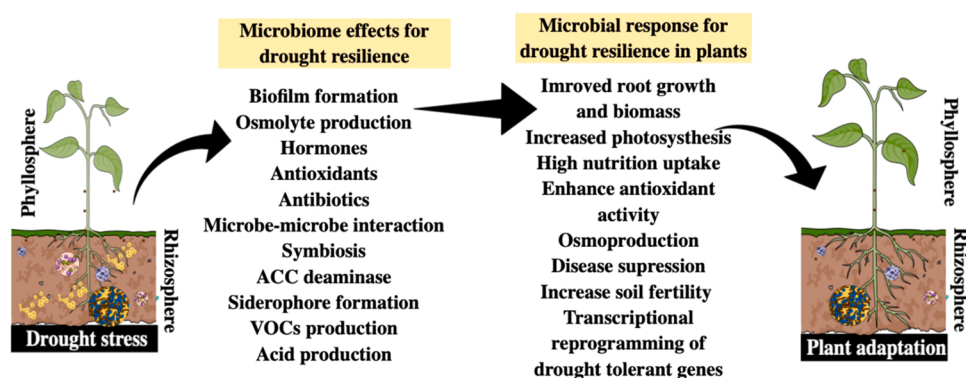 Phyllosphere
Rhizosphere
Drought stress
Microbiome effects for
drought resilience
Biofilm formation
Osmolyte production
Hormones
Antioxidants
Antibiotics
Microbe-microbe interaction
Symbiosis
ACC deaminase
Siderophore formation
VOCs production
Acid production
Microbial response for
drought resilience in plants
Imroved root growth
and biomass
Increased photosysthesis
High nutrition uptake
Enhance antioxidant
activity
Osmoproduction
Disease supression
Increase soil fertility
Transcriptional
reprogramming of
drought tolerant genes
Phyllosphere
Rhizosphere
Plant adaptation